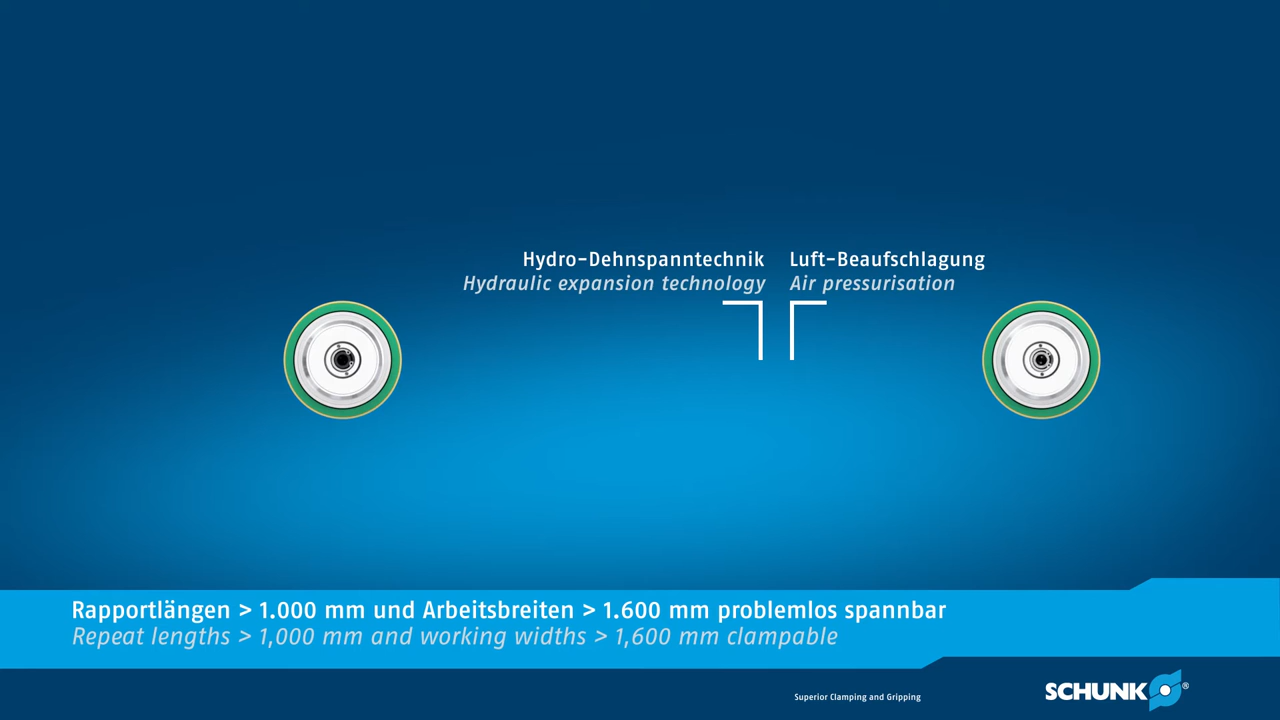 Hydro-Dehnspanntechnik
Hydraulic expansion technology
Luft-Beaufschlagung
Air pressurisation
Rapportlängen > 1.000 mm und Arbeitsbreiten > 1.600 mm problemlos spannbar
Repeat lengths > 1,000 mm and working widths > 1,600 mm clampable
Superior Clamping and Gripping
SCHUNK®